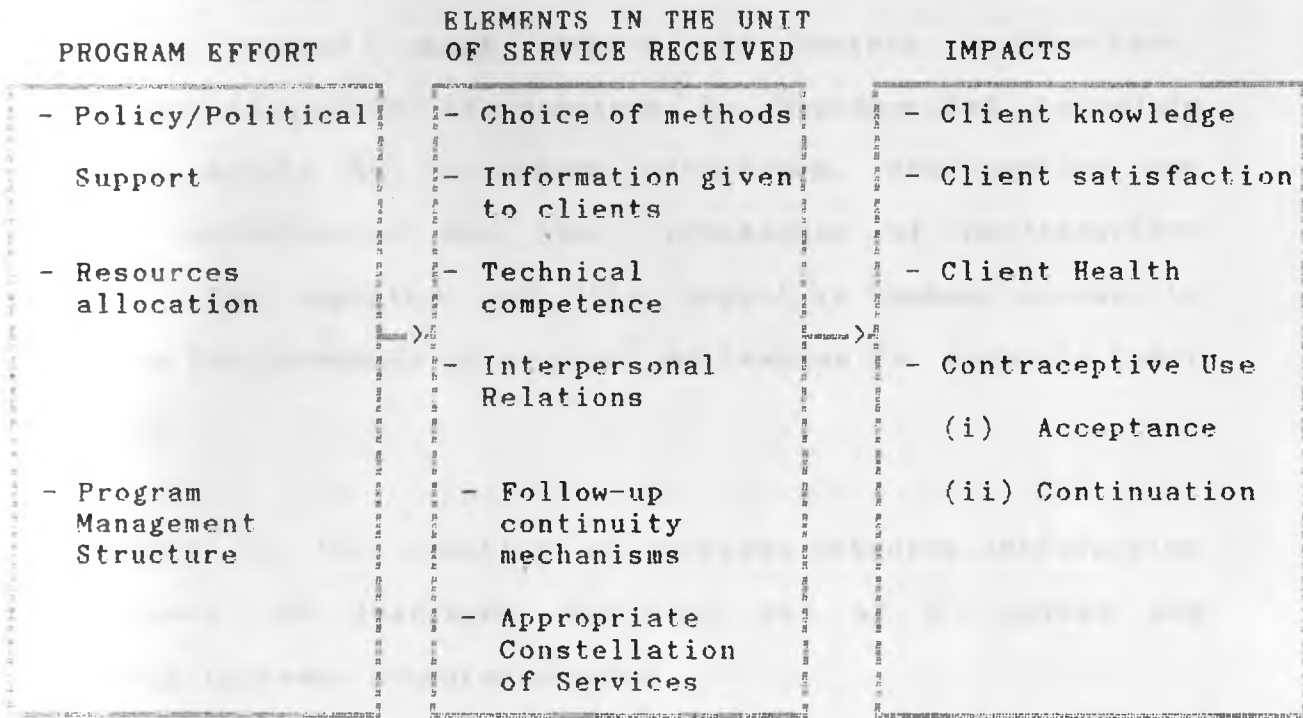 PROGRAM EFFORT
ELEMENTS IN THE UNIT
OF SERVICE RECEIVED
IMPACTS
- Policy/Political
Support
- Resources
allocation
- Program
Management
Structure
- Choice of methods
- Information given
to clients
- Technical
competence
- Interpersonal
Relations
- Follow-up
continuity
mechanisms
- Appropriate
Constellation
of Services
- Client knowledge
- Client satisfaction
- Client Health
- Contraceptive Use
(i) Acceptance
(ii) Continuation